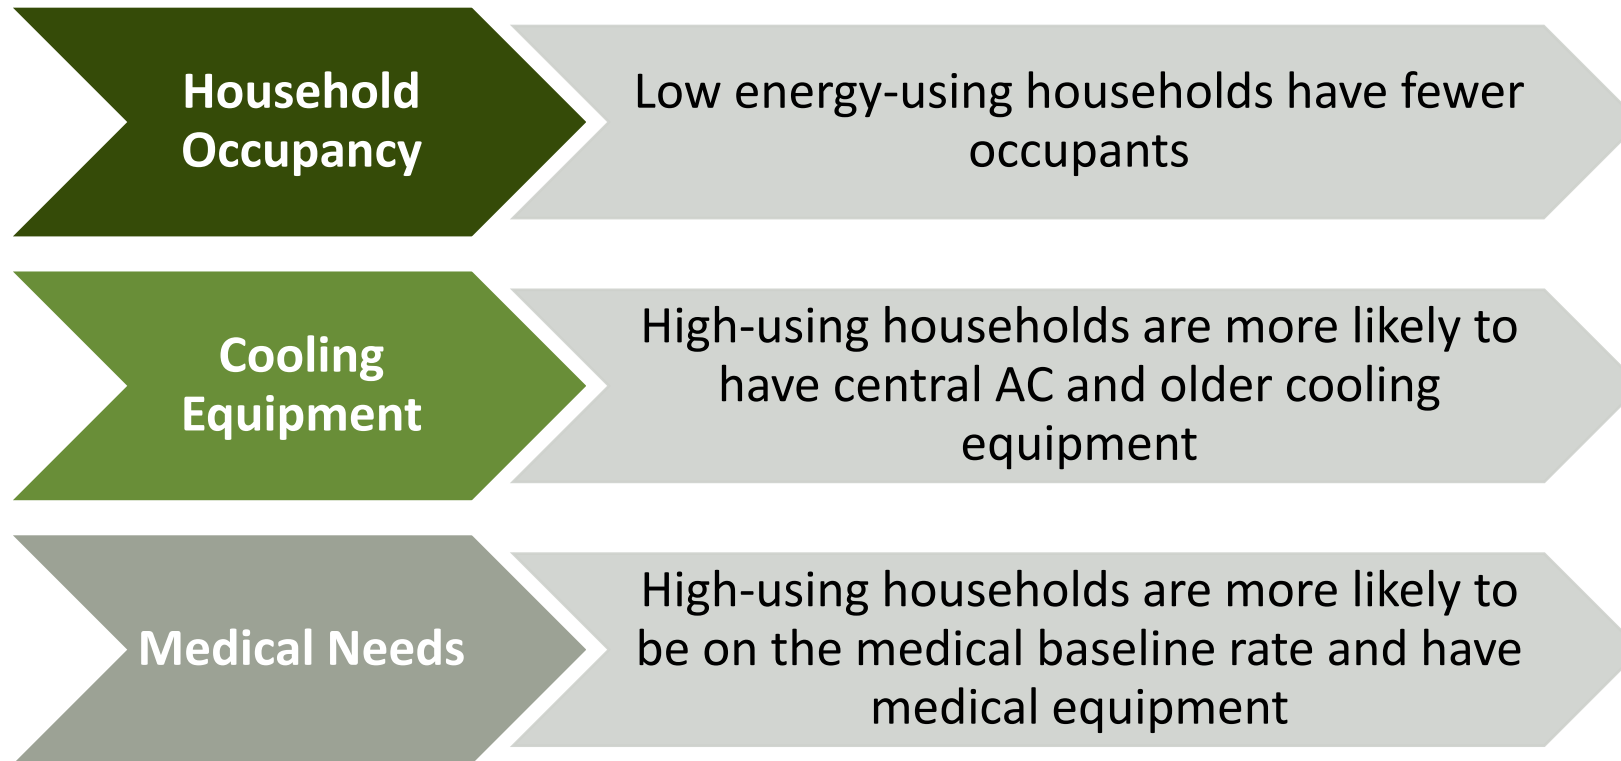 Household
Occupancy
Low energy-using households have fewer
occupants
Cooling
Equipment
High-using households are more likely to
have central AC and older cooling
equipment
Medical Needs
High-using households are more likely to
be on the medical baseline rate and have
medical equipment